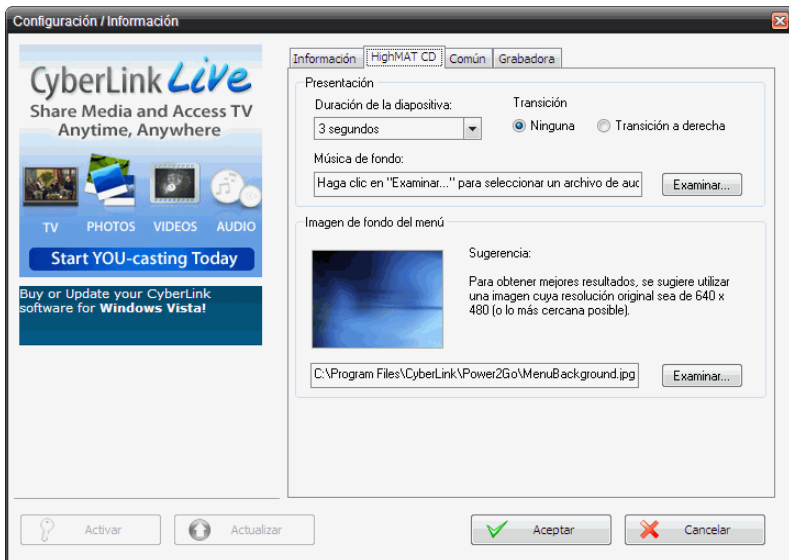 Configuración / Información
CyberLink Live
Share Media and Access TV
Anytime, Anywhere
TV PHOTOS VIDEOS AUDIO
Start YOU-casting Today
Buy or Update your CyberLink
software for Windows Vista!
Información HighMAT CD Común Grabadora
Presentación
Duración de la diapositiva:
3 segundos
Transición
Ninguna Transición a derecha
Música de fondo:
Haga clic en "Examinar..." para seleccionar un archivo de auc
Examinar...
Imagen de fondo del menú
Sugerencia:
Para obtener mejores resultados, se sugiere utilizar
una imagen cuya resolución original sea de 640 x
480 (o lo más cercana posible).
C:\Program Files\CyberLink\Power2Go\MenuBackground.jpg
Examinar...
Activar Actualizar Aceptar Cancelar